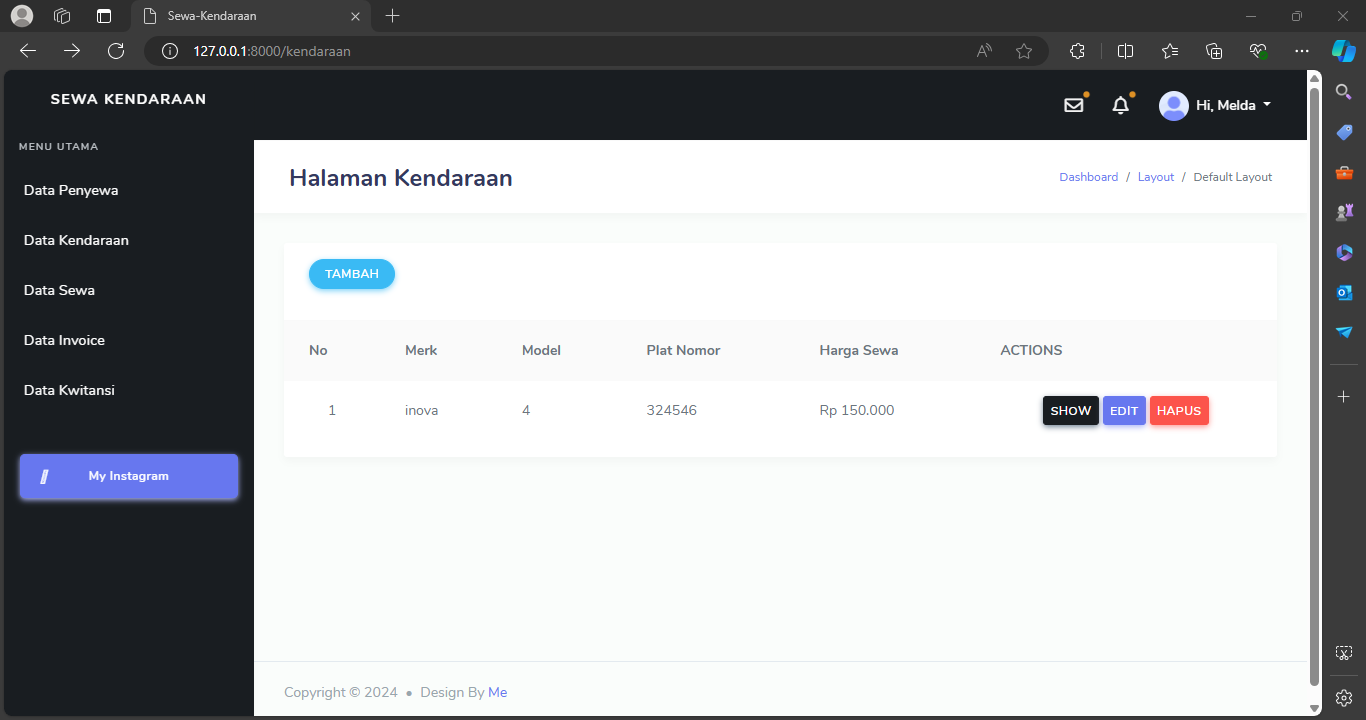 Sewa-Kendaraan
127.0.0.1:8000/kendaraan
SEWA KENDARAAN
Hi, Melda
MENU UTAMA
Data Penyewa
Data Kendaraan
Data Sewa
Data Invoice
Data Kwitansi
My Instagram
Halaman Kendaraan
Dashboard / Layout / Default Layout
TAMBAH
No Merk Model Plat Nomor Harga Sewa ACTIONS
1 inova 4 324546 Rp 150.000 SHOW EDIT HAPUS
Copyright © 2024 • Design By Me